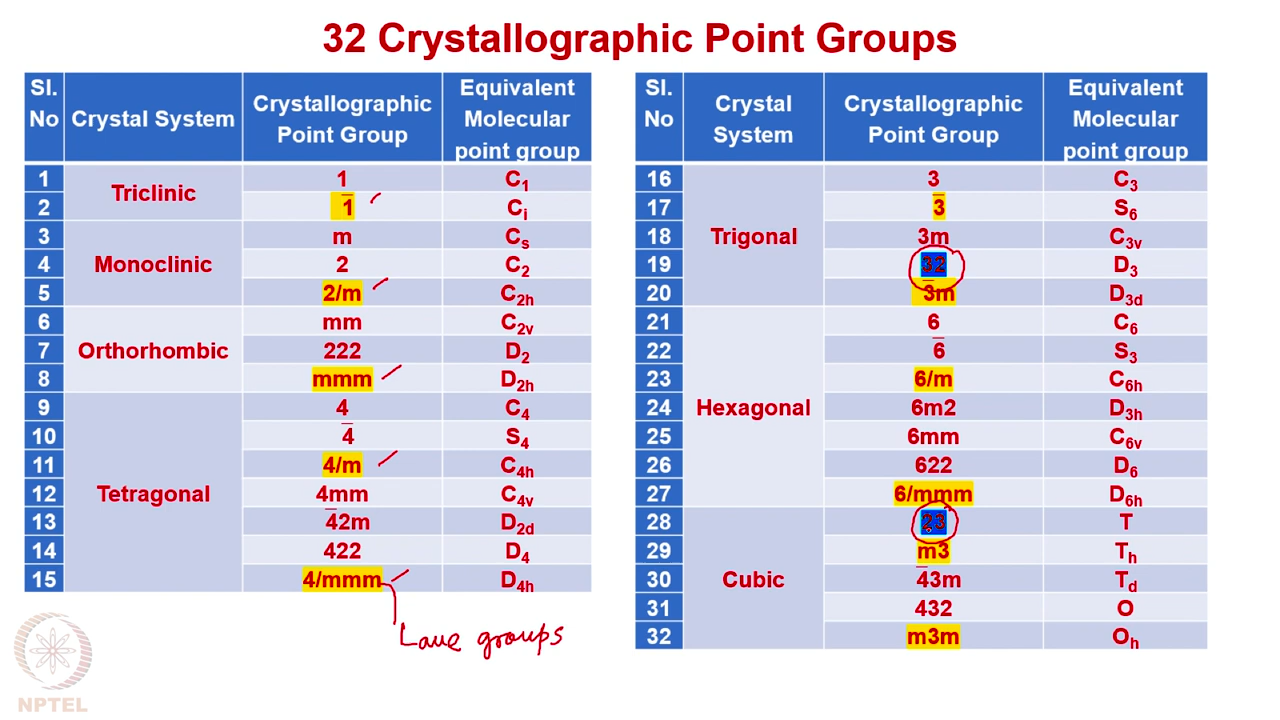 32 Crystallographic Point Groups
Sl. No Crystal System Crystallographic Point Group Equivalent Molecular point group
1 Triclinic 1 C1
2 1̅ Ci
3 Monoclinic m Cs
4 2 C2
5 2/m C2h
6 Orthorhombic mm C2v
7 222 D2
8 mmm D2h
9 Tetragonal 4 C4
10 4̅ S4
11 4/m C4h
12 4mm C4v
13 4̅2m D2d
14 422 D4
15 4/mmm D4h
Laue groups
Sl. No Crystal System Crystallographic Point Group Equivalent Molecular point group
16 Trigonal 3 C3
17 3̅ S6
18 3m C3v
19 32 D3
20 3̅m D3d
21 Hexagonal 6 C6
22 6̅ S3
23 6/m C6h
24 6m2 D3h
25 6mm C6v
26 622 D6
27 6/mmm D6h
28 Cubic 23 T
29 m3 Th
30 4̅3m Td
31 432 O
32 m3m Oh
NPTEL